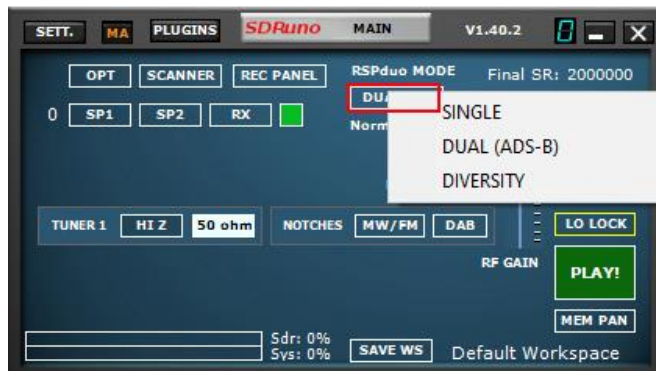 SETT. MA PLUGINS SDRuno MAIN V1.40.2 8
OPT SCANNER REC PANEL RSPduo MODE Final SR: 2000000
0 SP1 SP2 RX
SINGLE
DUAL (ADS-B)
DIVERSITY
TUNER 1 HI Z 50 ohm NOTCHES MW/FM DAB LO LOCK
RF GAIN PLAY!
MEM PAN
Sdr: 0%
Sys: 0% SAVE WS Default Workspace